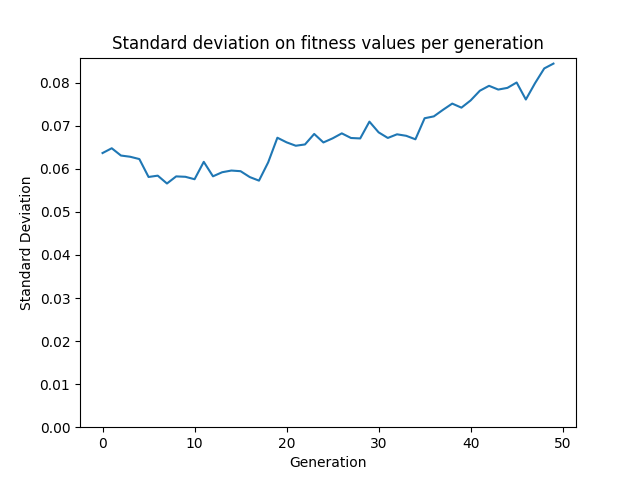 Standard deviation on fitness values per generation
0.08
0.07
0.06
0.05
0.04
0.03
0.02
0.01
0.00
Standard Deviation
0 10 20 30 40 50
Generation